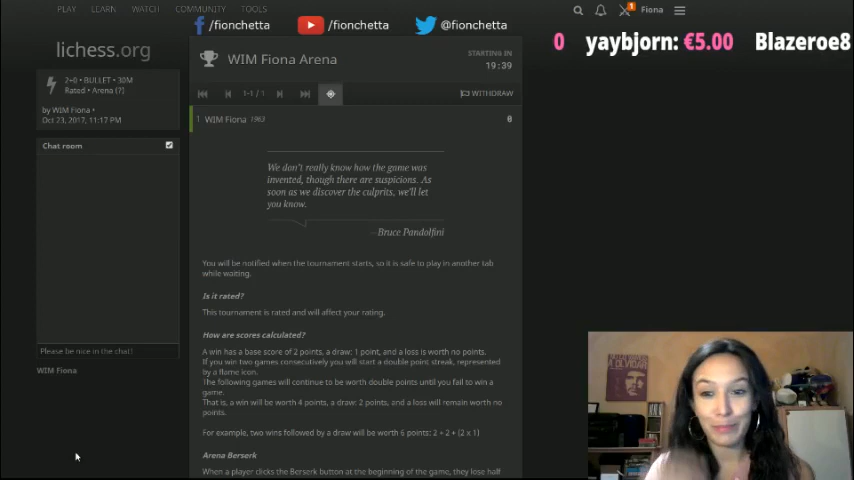 PLAY LEARN WATCH COMMUNITY TOOLS
Fiona
1
/fionchetta /fionchetta @fionchetta
0 yaybjorn: €5.00 Blazeroe8
lichess.org
2+0 • BULLET • 30M
Rated • Arena (?)
by WIM Fiona •
Oct 23, 2017, 11:17 PM
Chat room
Please be nice in the chat!
WIM Fiona
WIM Fiona Arena
STARTING IN
19:39
1-1 / 1
WITHDRAW
1 WIM Fiona 1983 0
We don't really know how the game was
invented, though there are suspicions. As
soon as we discover the culprits, we'll let
you know.
—Bruce Pandolfini
You will be notified when the tournament starts, so it is safe to play in another tab
while waiting.
Is it rated?
This tournament is rated and will affect your rating.
How are scores calculated?
A win has a base score of 2 points, a draw: 1 point, and a loss is worth no points.
If you win two games consecutively you will start a double point streak, represented
by a flame icon.
The following games will continue to be worth double points until you fail to win a
game.
That is, a win will be worth 4 points, a draw: 2 points, and a loss will remain worth no
points.
For example, two wins followed by a draw will be worth 6 points: 2 + 2 + (2 x 1)
Arena Berserk
When a player clicks the Berserk button at the beginning of the game, they lose half